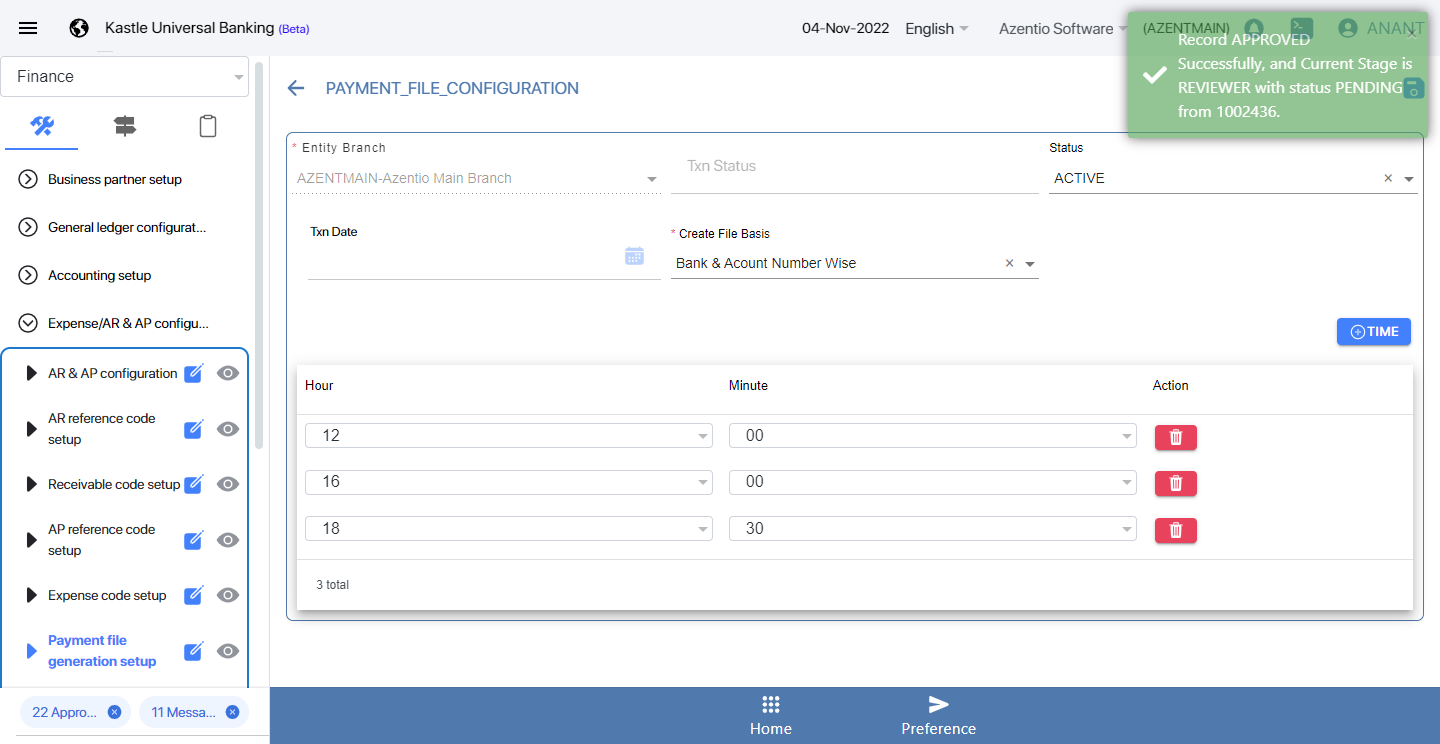 Kastle Universal Banking (Beta)
04-Nov-2022
English
Azentio Software
(AZENTMAIN)
ANANT
Record APPROVED
Successfully, and Current Stage is
REVIEWER with status PENDING
from 1002436.
Finance
PAYMENT_FILE_CONFIGURATION
Business partner setup
General ledger configurat...
Accounting setup
Expense/AR & AP configu...
AR & AP configuration
AR reference code
setup
Receivable code setup
AP reference code
setup
Expense code setup
Payment file
generation setup
22 Appro...
11 Messa...
* Entity Branch
AZENTMAIN-Azentio Main Branch
Txn Status
Status
ACTIVE
Txn Date
* Create File Basis
Bank & Acount Number Wise
TIME
Hour Minute Action
12 00
16 00
18 30
3 total
Home
Preference